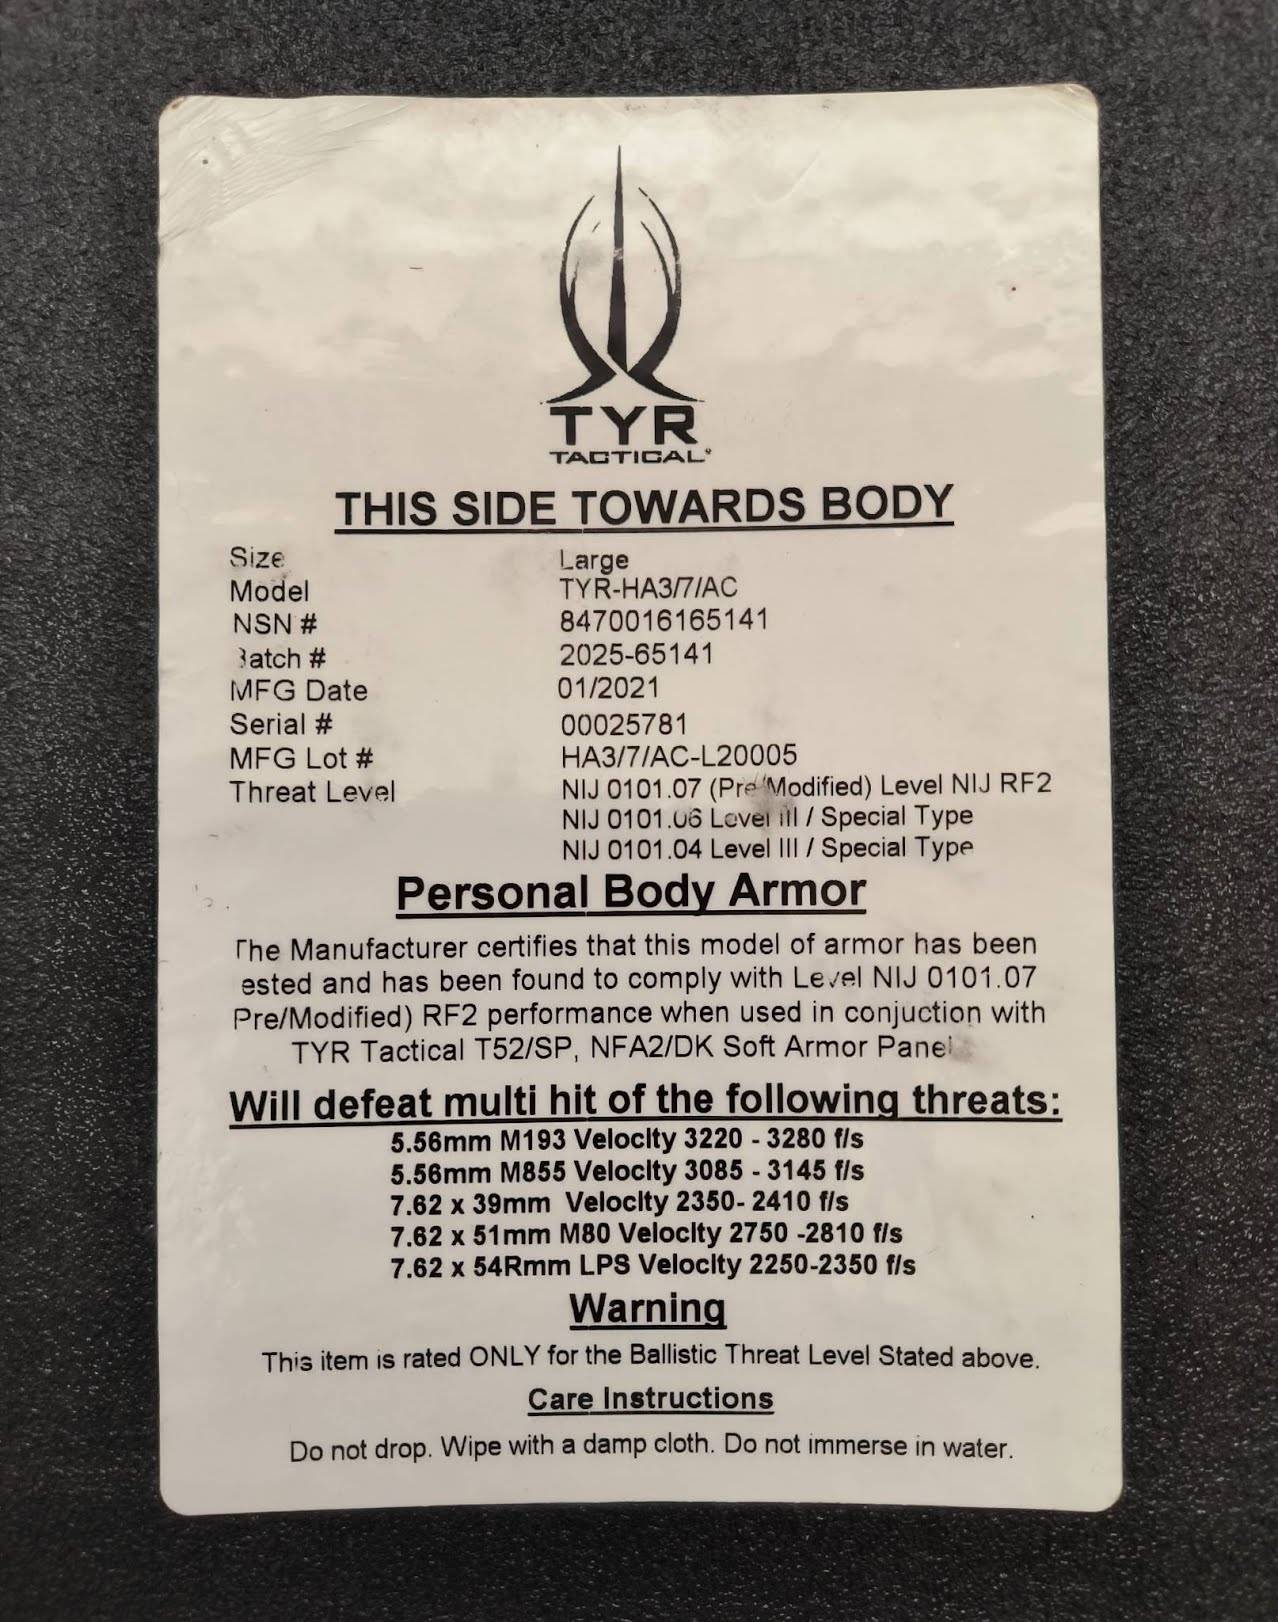 TYR
TACTICAL®
THIS SIDE TOWARDS BODY
Size Large
Model TYR-HA3/7/AC
NSN # 8470016165141
Batch # 2025-65141
MFG Date 01/2021
Serial # 00025781
MFG Lot # HA3/7/AC-L20005
Threat Level NIJ 0101.07 (Pre/Modified) Level NIJ RF2
NIJ 0101.06 Level III / Special Type
NIJ 0101.04 Level III / Special Type
Personal Body Armor
The Manufacturer certifies that this model of armor has been
ested and has been found to comply with Level NIJ 0101.07
Pre/Modified) RF2 performance when used in conjuction with
TYR Tactical T52/SP, NFA2/DK Soft Armor Panel
Will defeat multi hit of the following threats:
5.56mm M193 Velocity 3220 - 3280 f/s
5.56mm M855 Velocity 3085 - 3145 f/s
7.62 x 39mm Velocity 2350- 2410 f/s
7.62 x 51mm M80 Velocity 2750 -2810 f/s
7.62 x 54Rmm LPS Velocity 2250-2350 f/s
Warning
This item is rated ONLY for the Ballistic Threat Level Stated above.
Care Instructions
Do not drop. Wipe with a damp cloth. Do not immerse in water.